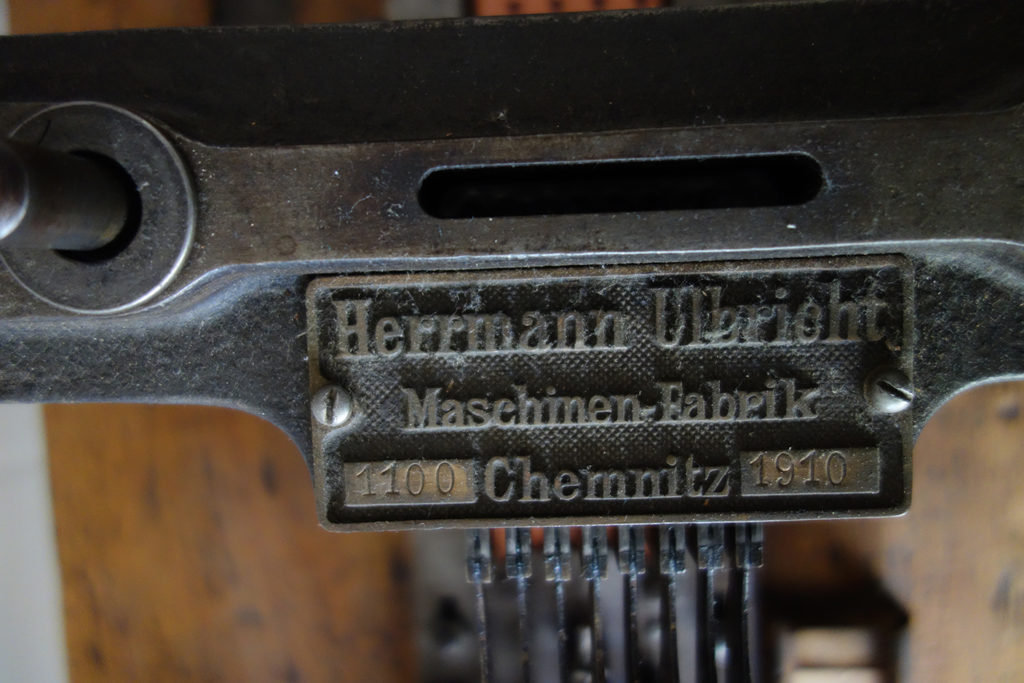 Herrmann Ulbricht
Maschinen-Fabrik
1100 Chemnitz 1910